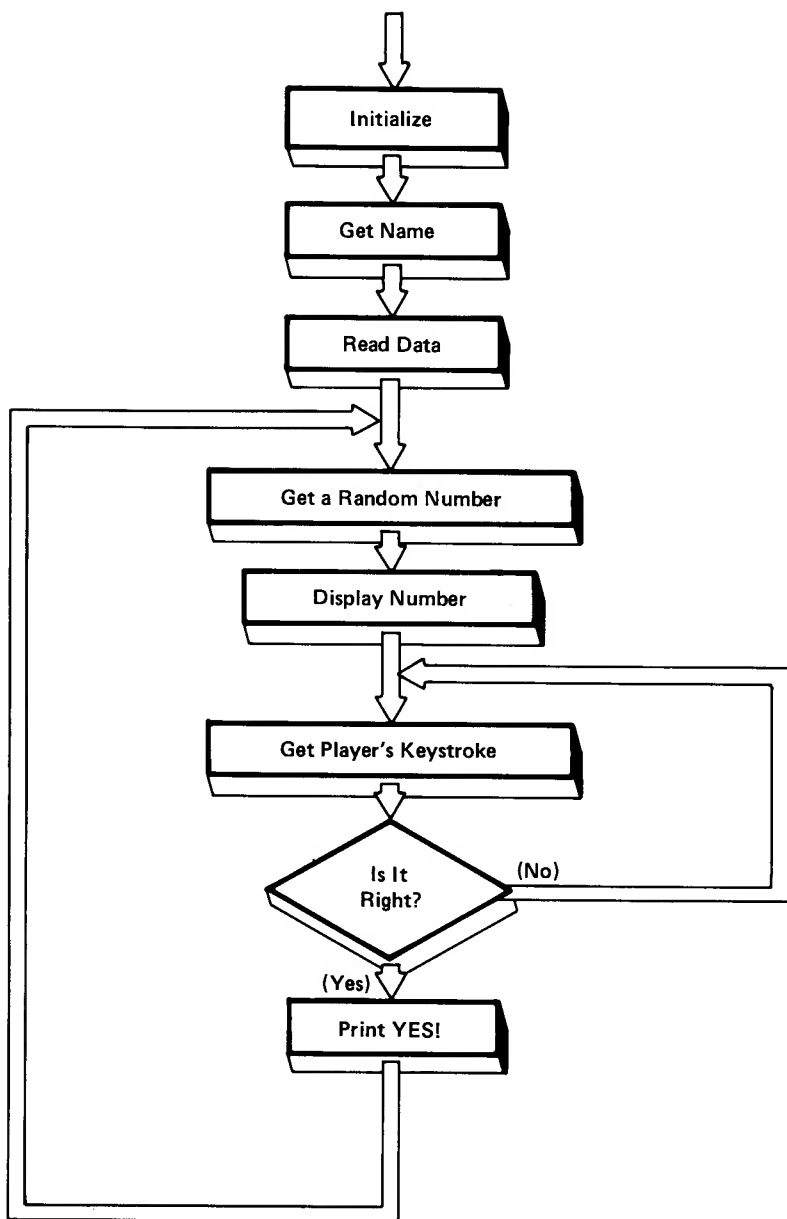 Initialize
Get Name
Read Data
Get a Random Number
Display Number
Get Player's Keystroke
Is It
Right?
(No)
(Yes)
Print YES!